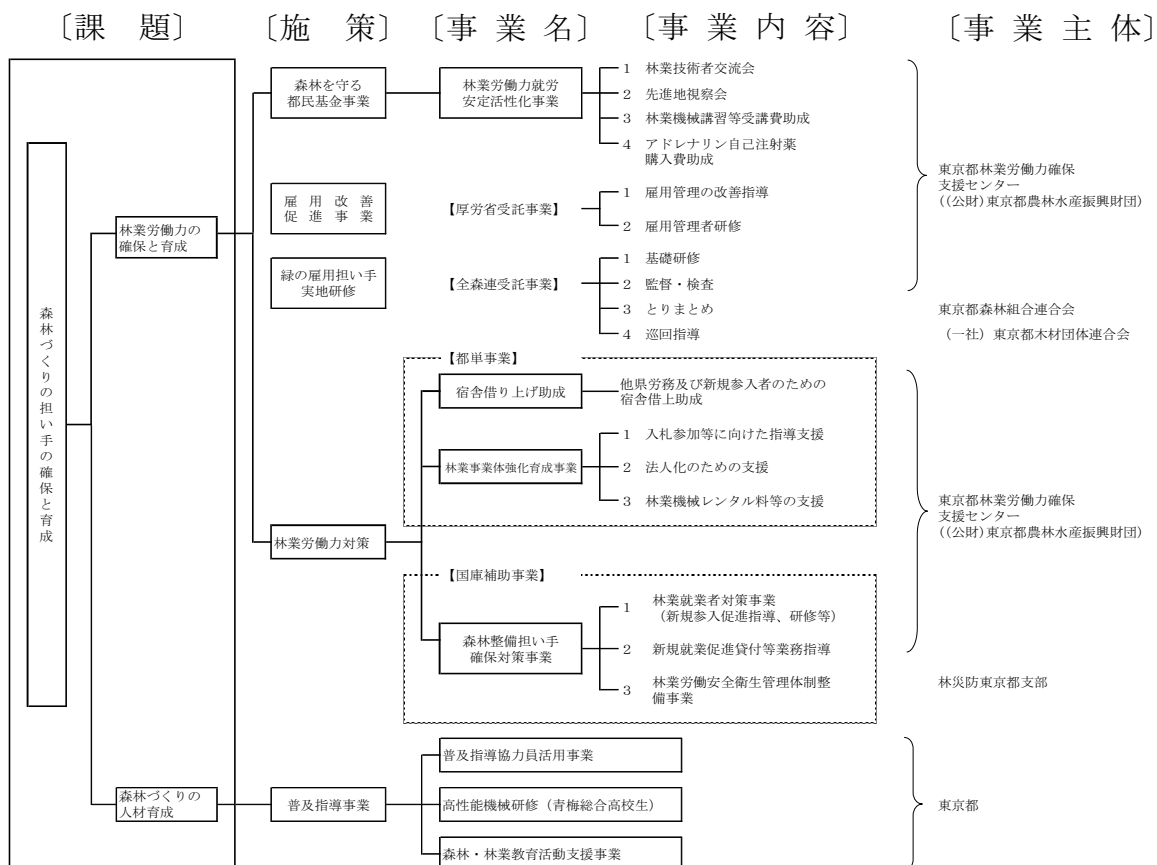 〔課　題〕　〔施　策〕　〔事 業 名〕　〔事 業 内 容〕　〔事 業 主 体〕
森林づくりの担い手の確保と育成
林業労働力の
確保と育成
森林を守る
都民基金事業
林業労働力就労
安定活性化事業
1　林業技術者交流会
2　先進地視察会
3　林業機械講習等受講費助成
4　アドレナリン自己注射薬
購入費助成
雇 用 改 善
促 進 事 業
【厚労省受託事業】
1　雇用管理の改善指導
2　雇用管理者研修
緑の雇用担い手
実地研修
【全森連受託事業】
1　基礎研修
2　監督・検査
3　とりまとめ
4　巡回指導
東京都林業労働力確保
支援センター
((公財)東京都農林水産振興財団)
東京都森林組合連合会
（一社）東京都木材団体連合会
林業労働力対策
【都単事業】
宿舎借り上げ助成
他県労務及び新規参入者のための
宿舎借上助成
林業事業体強化育成事業
1　入札参加等に向けた指導支援
2　法人化のための支援
3　林業機械レンタル料等の支援
【国庫補助事業】
森林整備担い手
確保対策事業
1　林業就業者対策事業
（新規参入促進指導、研修等）
2　新規就業促進貸付等業務指導
3　林業労働安全衛生管理体制整
備事業
東京都林業労働力確保
支援センター
((公財)東京都農林水産振興財団)
林災防東京都支部
森林づくりの
人材育成
普及指導事業
普及指導協力員活用事業
高性能機械研修（青梅総合高校生）
森林・林業教育活動支援事業
東京都